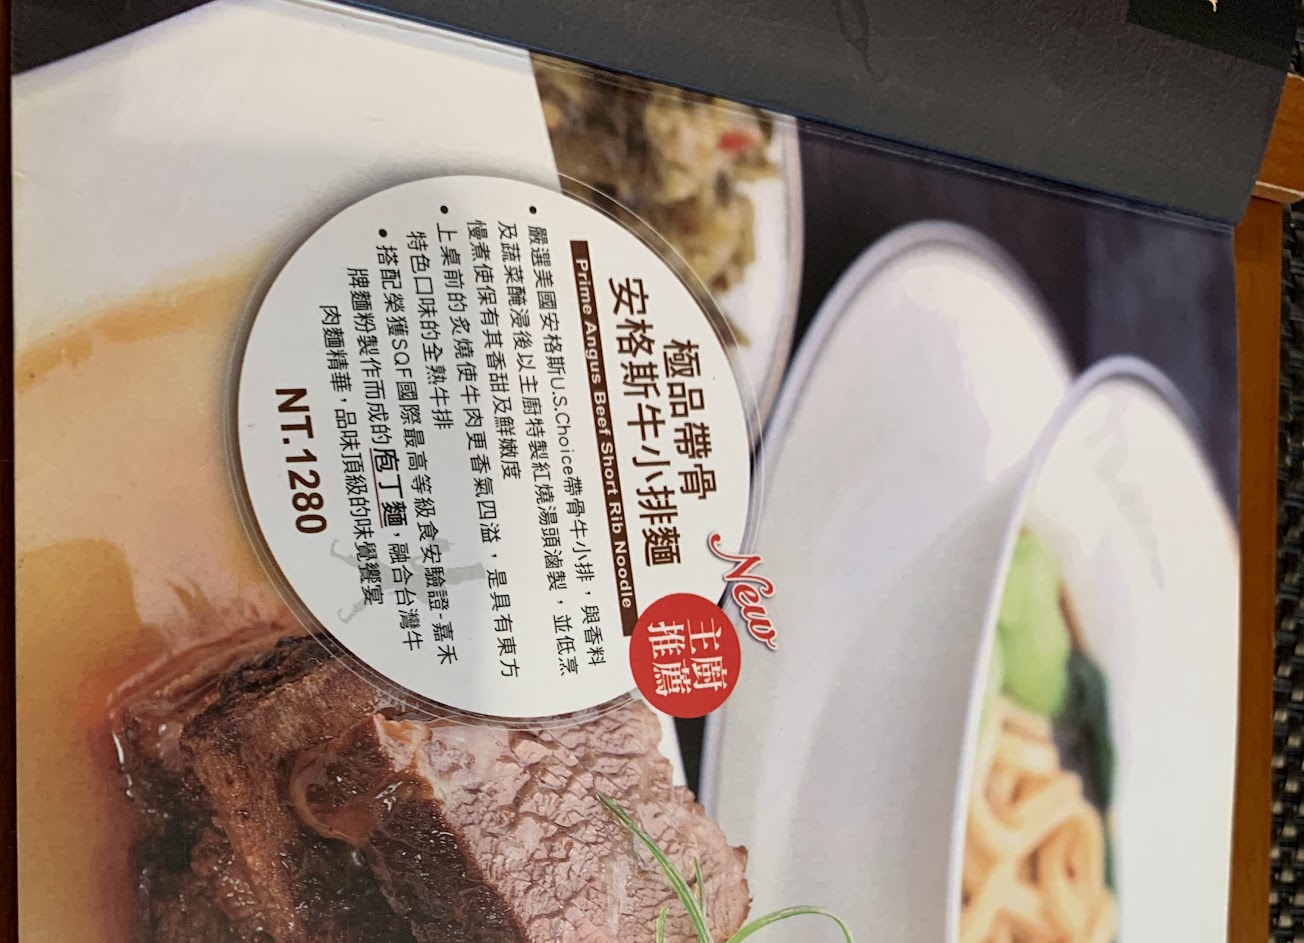 極品帶骨
安格斯牛小排麵
Prime Angus Beef Short Rib Noodle
New
主廚
推薦
• 嚴選美國安格斯U.S.Choice帶骨牛小排，與香料
及蔬菜醃浸後以主廚特製紅燒湯頭滷製，並低烹
慢煮使保有其香甜及鮮嫩度
• 上桌前的炙燒使牛肉更香氣四溢，是具有東方
特色口味的全熟牛排
• 搭配榮獲SQF國際最高等級食安驗證-嘉禾
牌麵粉製作而成的庖丁麵，融合台灣牛
肉麵精華，品味頂級的味覺饗宴
NT.1280